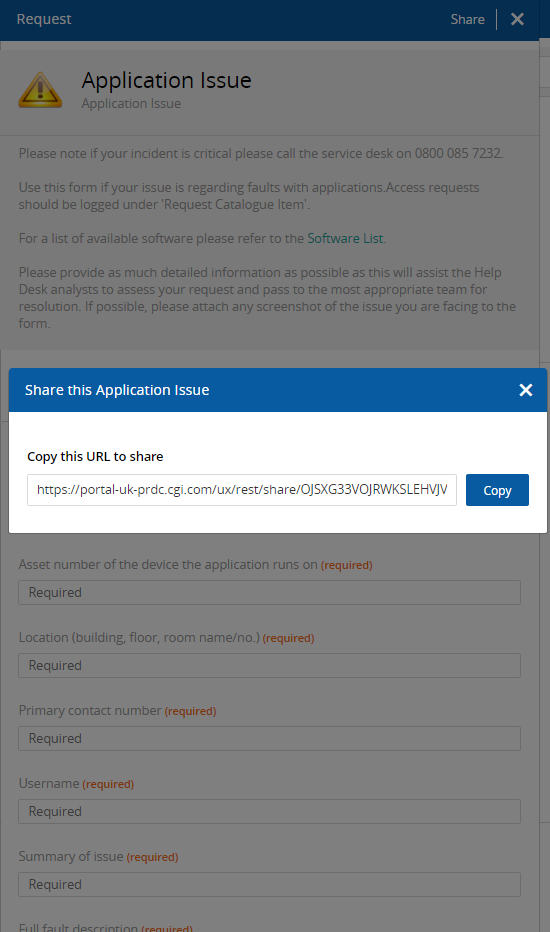 Request
Share
Application Issue
Application Issue
Please note if your incident is critical please call the service desk on 0800 085 7232.
Use this form if your issue is regarding faults with applications.Access requests
should be logged under 'Request Catalogue Item'.
For a list of available software please refer to the Software List.
Please provide as much detailed information as possible as this will assist the Help
Desk analysts to assess your request and pass to the most appropriate team for
resolution. If possible, please attach any screenshot of the issue you are facing to the
form.
Share this Application Issue
Copy this URL to share
https://portal-uk-prdc.cgi.com/ux/rest/share/OJSXG33VOJRWKSLEHVJV
Copy
Asset number of the device the application runs on (required)
Required
Location (building, floor, room name/no.) (required)
Required
Primary contact number (required)
Required
Username (required)
Required
Summary of issue (required)
Required
Full fault description (required)